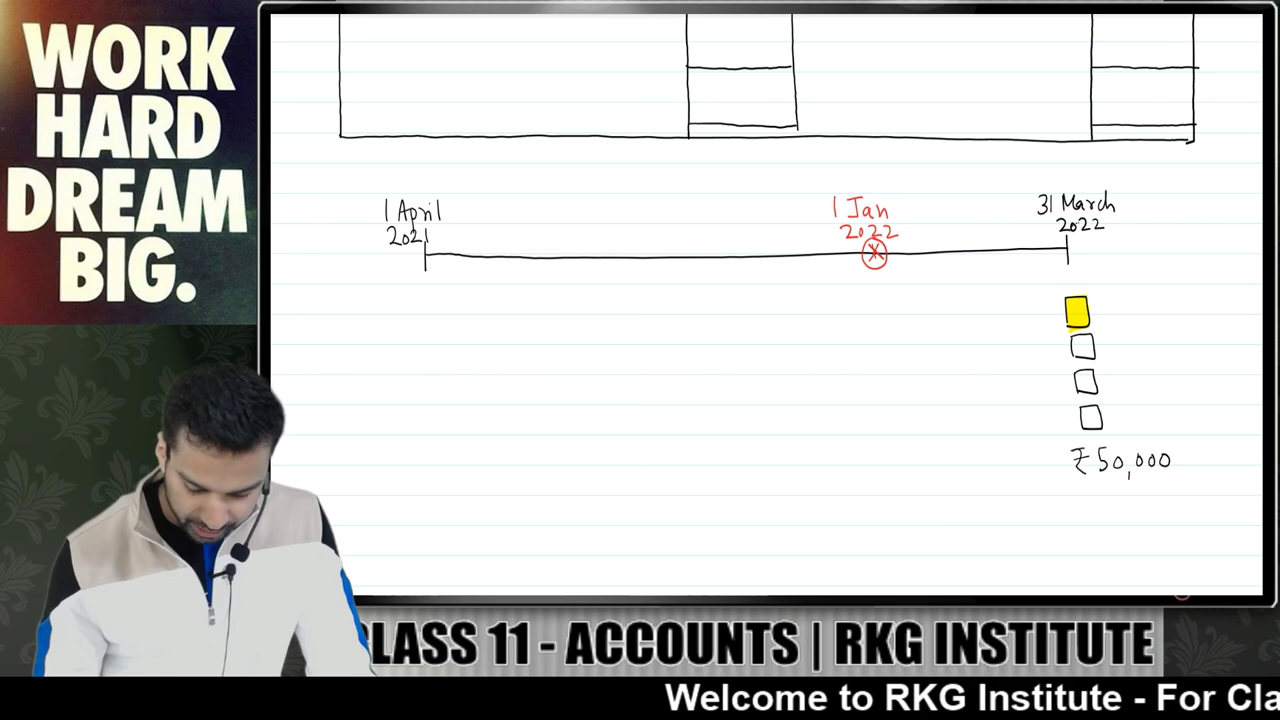 WORK
HARD
DREAM
BIG.
1 April
2021
1 Jan
2022
31 March
2022
₹50,000
CLASS 11 - ACCOUNTS | RKG INSTITUTE
Welcome to RKG Institute - For Cla